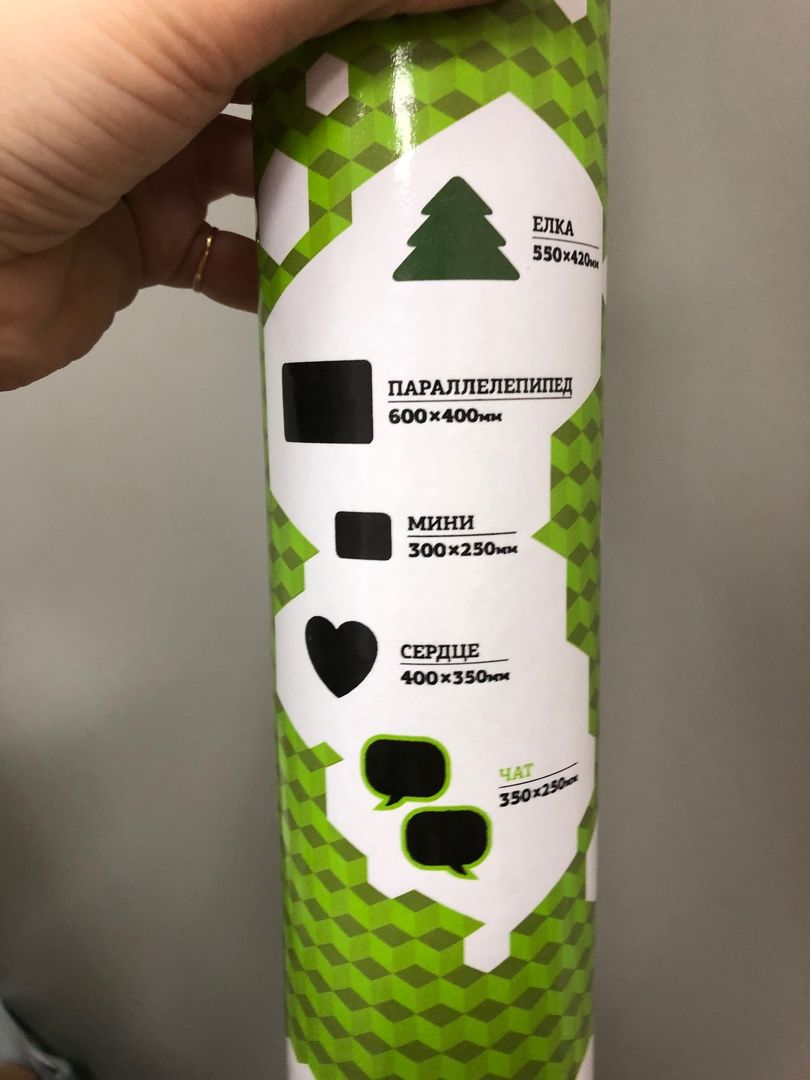 ЕЛКА
550×420мм
ПАРАЛЛЕЛЕПИПЕД
600×400мм
МИНИ
300×250мм
СЕРДЦЕ
400×350мм
ЧАТ
350×250мм